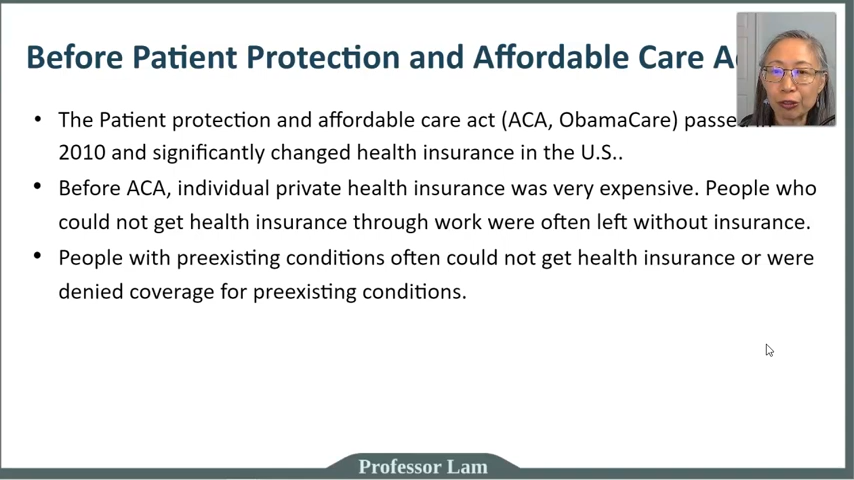 Before Patient Protection and Affordable Care
• The Patient protection and affordable care act (ACA, ObamaCare) passed in
2010 and significantly changed health insurance in the U.S..
• Before ACA, individual private health insurance was very expensive. People who
could not get health insurance through work were often left without insurance.
• People with preexisting conditions often could not get health insurance or were
denied coverage for preexisting conditions.
Professor Lam